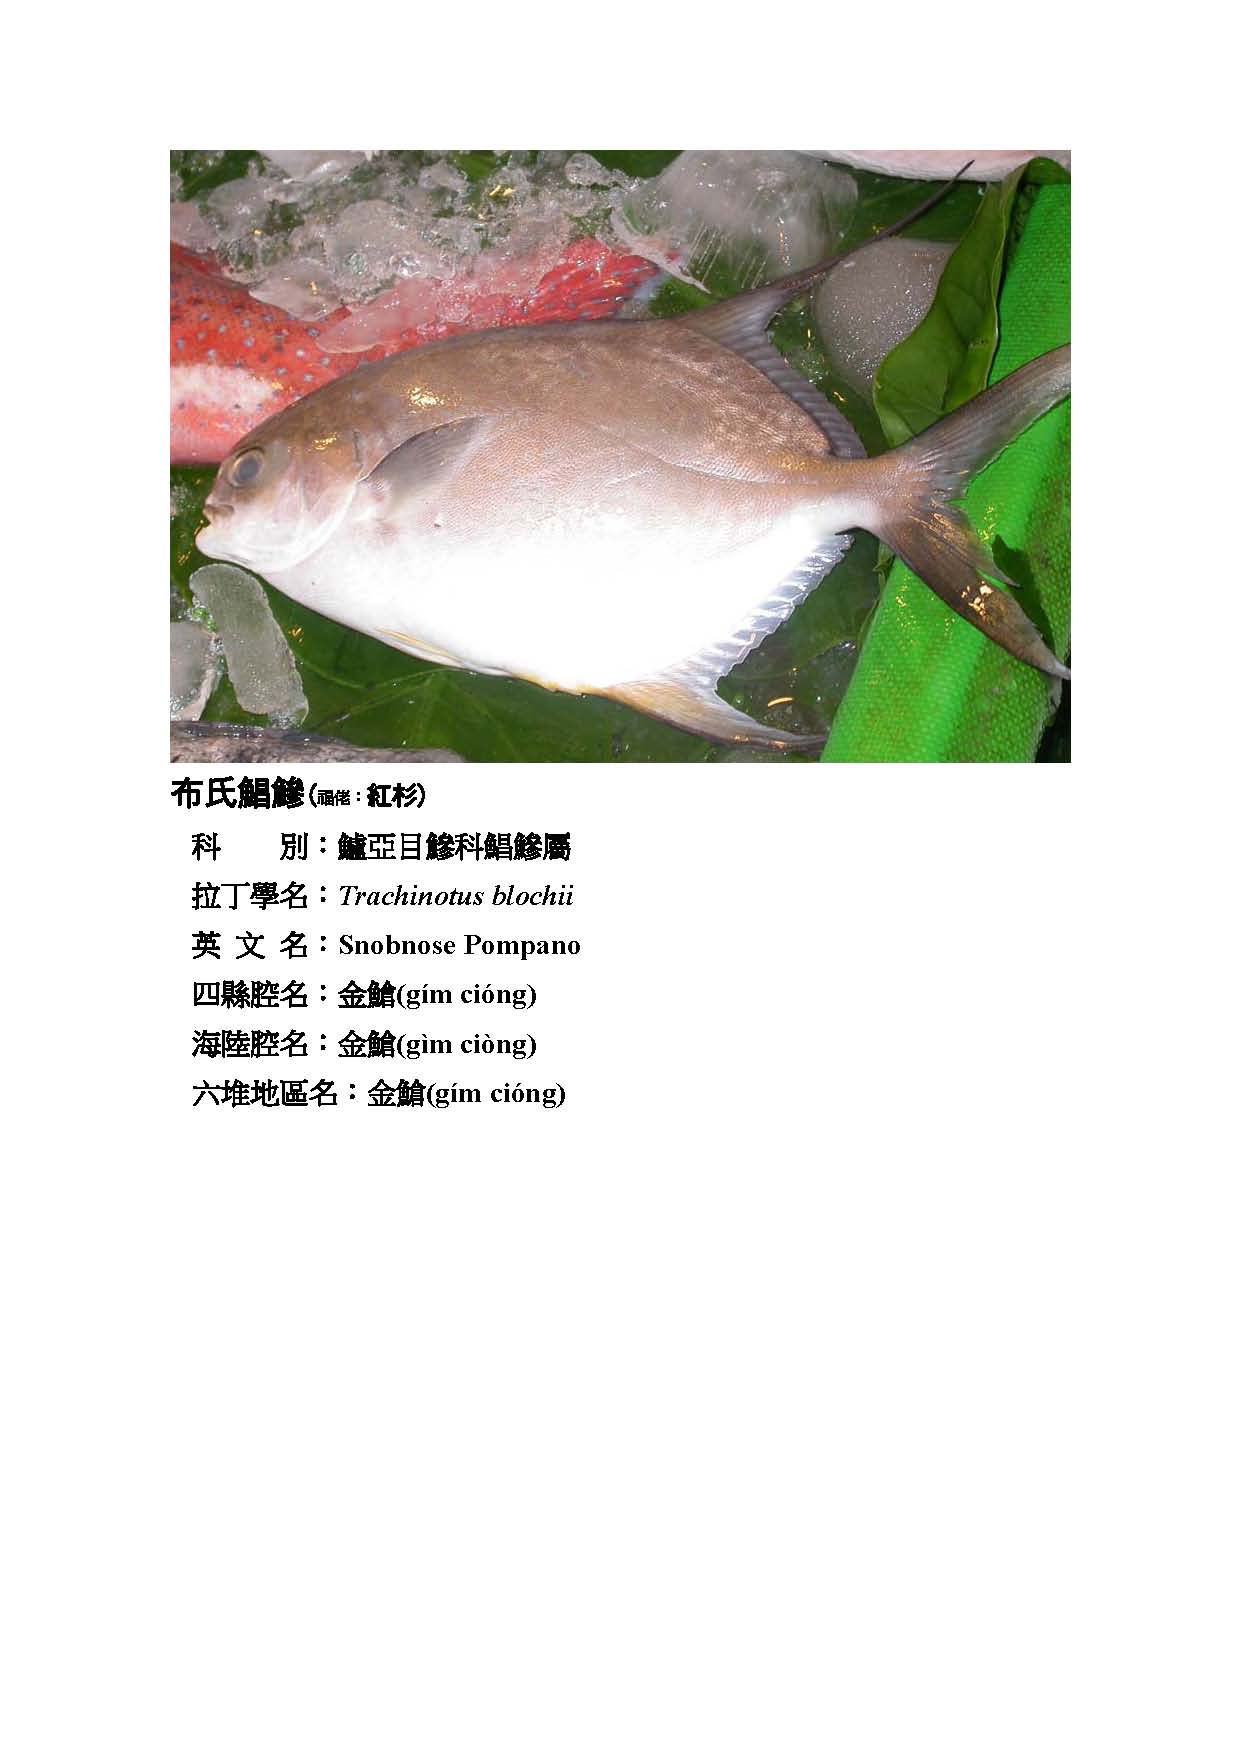 布氏鯧鰺(福佬：紅杉)
科　　別：鱸亞目鰺科鯧鰺屬
拉丁學名：Trachinotus blochii
英 文 名：Snobnose Pompano
四縣腔名：金鯧(gím cióng)
海陸腔名：金鯧(gìm ciòng)
六堆地區名：金鯧(gím cióng)